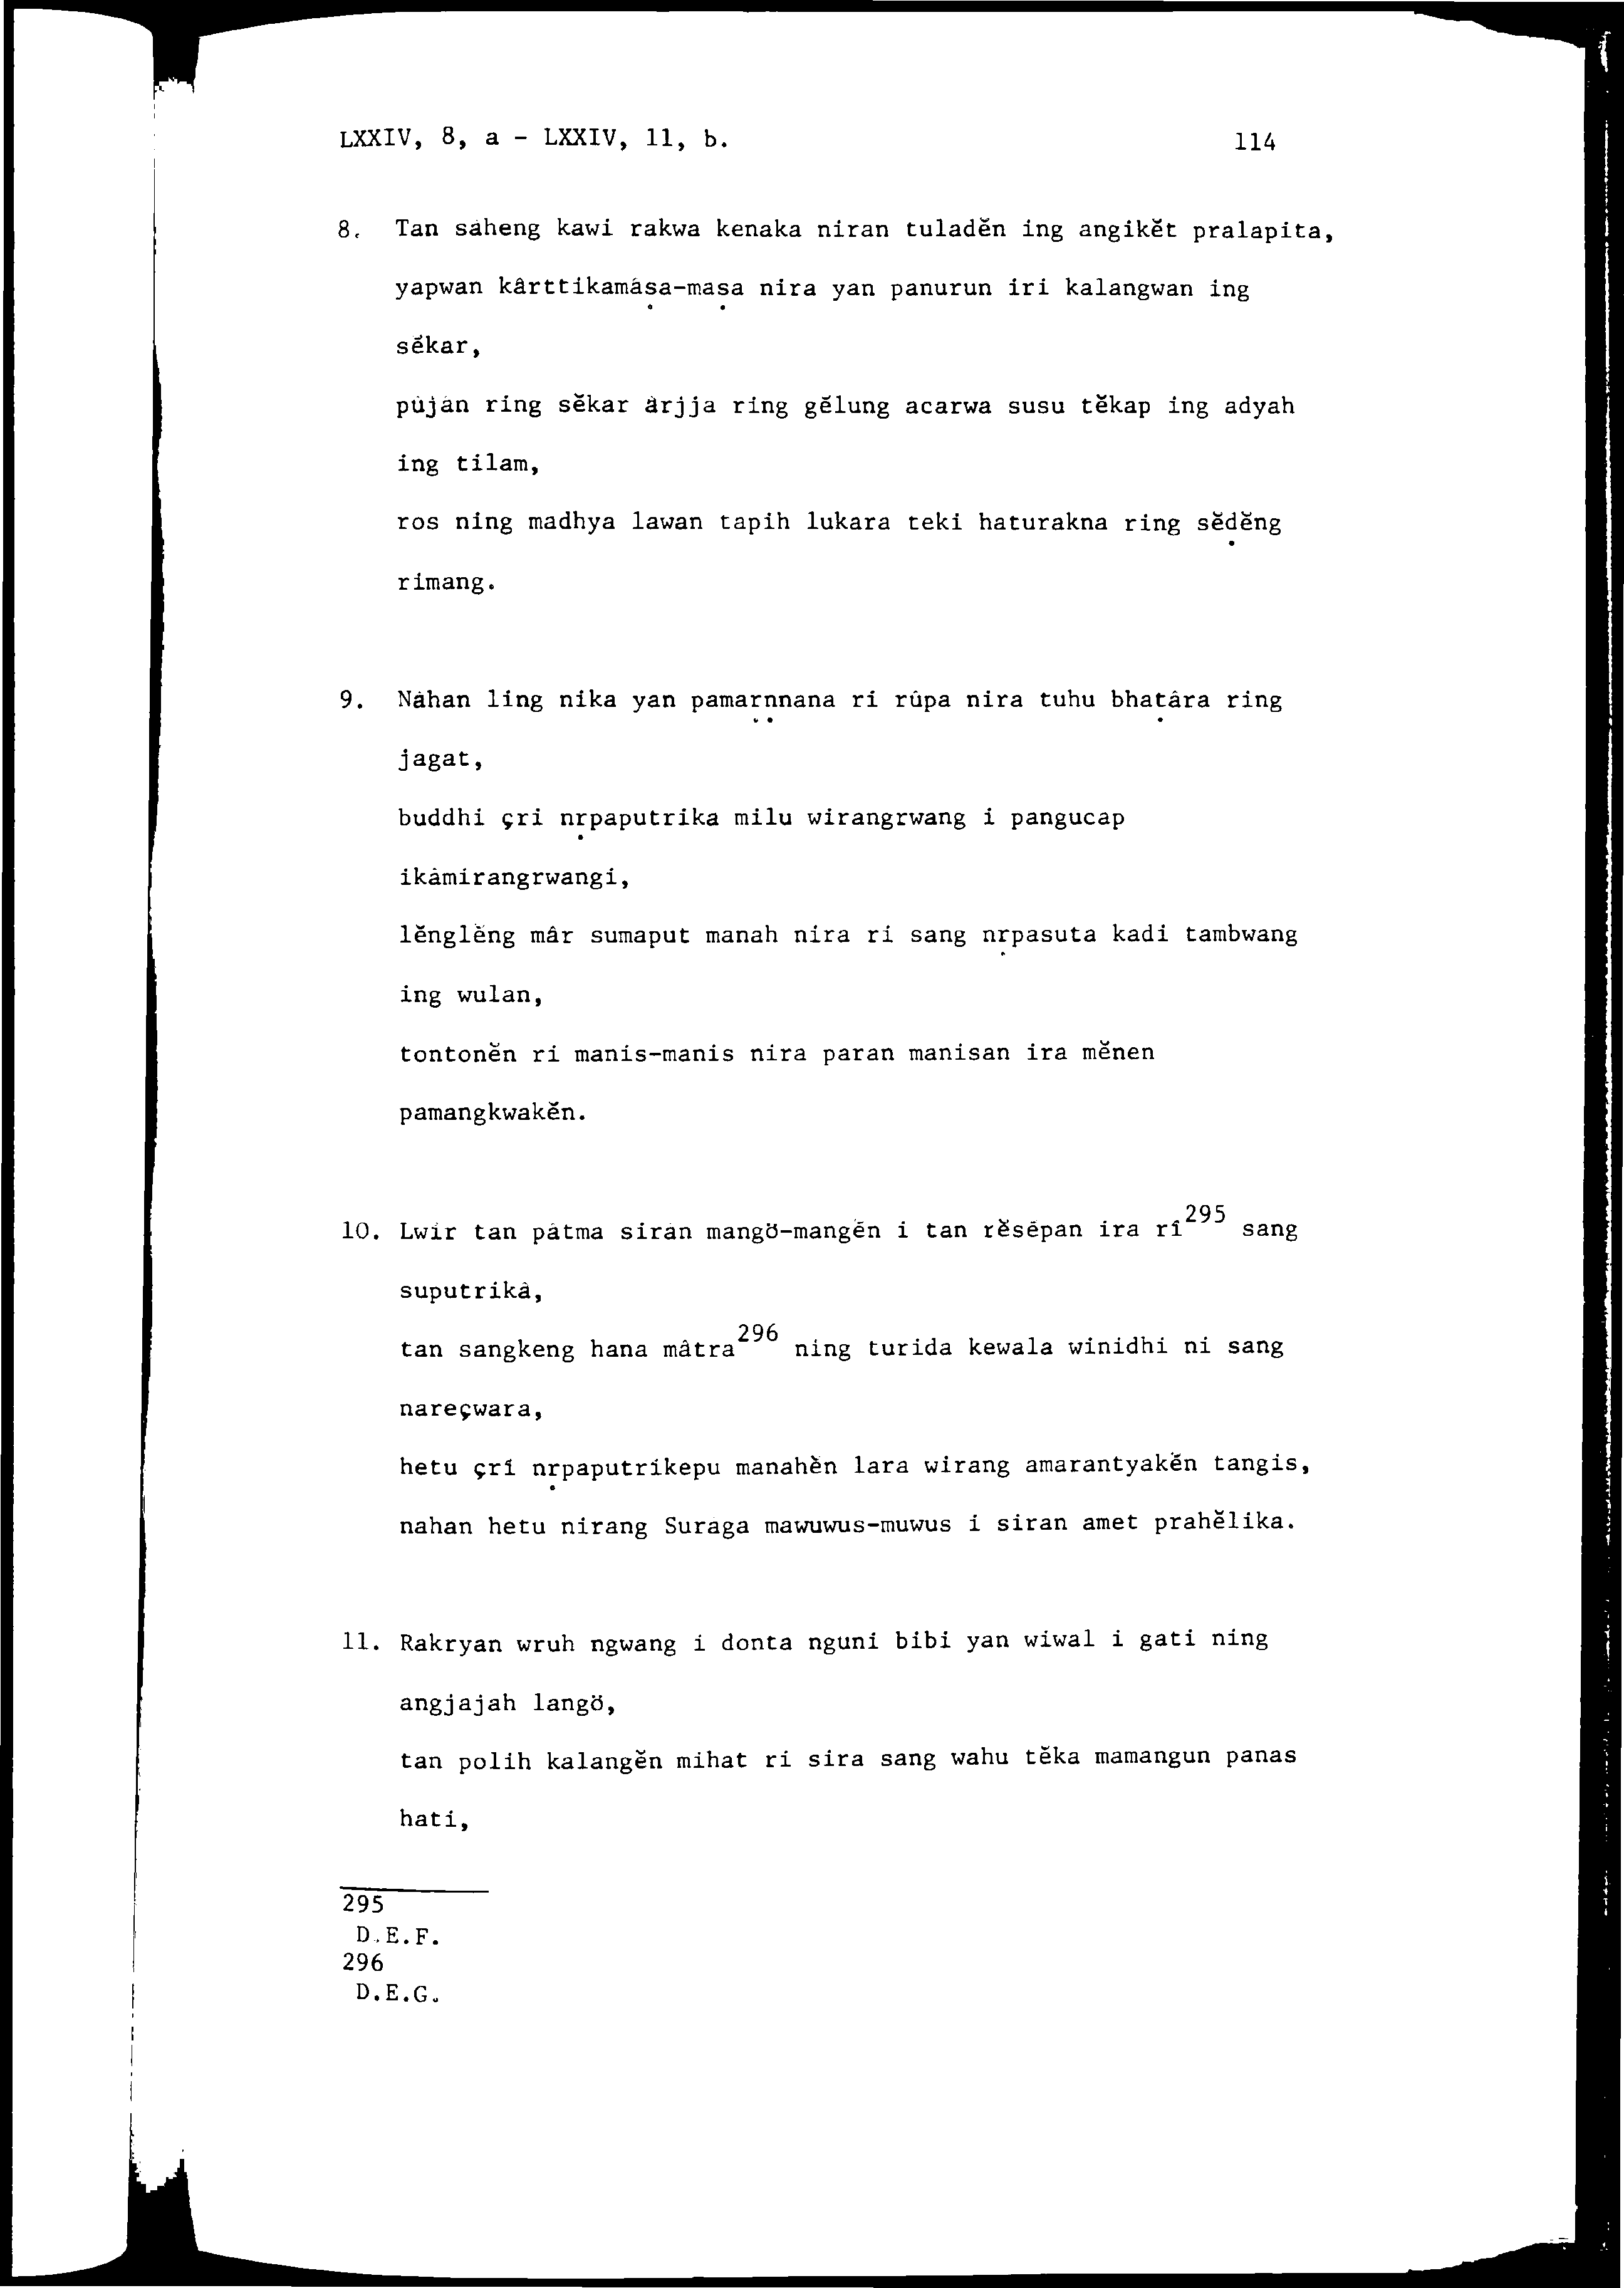 LXXIV, 8, a - LXXIV, 11, b. 114
8. Tan sâheng kawi rakwa kenaka niran tuladĕn ing angikĕt pralapita,
yapwan kârttikamâṣa-maṣa nira yan panurun iri kalangwan ing
sĕkar,
pûjân ring sĕkar ârjja ring gĕlung acarwa susu tĕkap ing adyah
ing tilam,
ros ning madhya lawan tapih lukara teki haturakna ring sĕḍĕng
rimang.
9. Nâhan ling nika yan pamarṇṇana ri rûpa nira tuhu bhaṭâra ring
jagat,
buddhi çri nṛpaputrika milu wirangrwang i pangucap
ikâmirangrwangi,
lĕnglĕng mâr sumaput manah nira ri sang nṛpasuta kadi tambwang
ing wulan,
tontonĕn ri manis-manis nira paran manisan ira mĕnen
pamangkwakĕn.
10. Lwir tan pâtma sirân mangö-mangĕn i tan rĕsĕpan ira rî295 sang
suputrikâ,
tan sangkeng hana mâtra296 ning turida kewala winidhi ni sang
nareçwara,
hetu çrî nṛpaputrikepu manahĕn lara wirang amarantyakĕn tangis,
nahan hetu nirang Surâga mawuwus-muwus i siran amet prahĕlika.
11. Rakryan wruh ngwang i donta nguni bibi yan wiwal i gati ning
angjajah langö,
tan polih kalangĕn mihat ri sira sang wahu tĕka mamangun panas
hati,
295
D.E.F.
296
D.E.G.